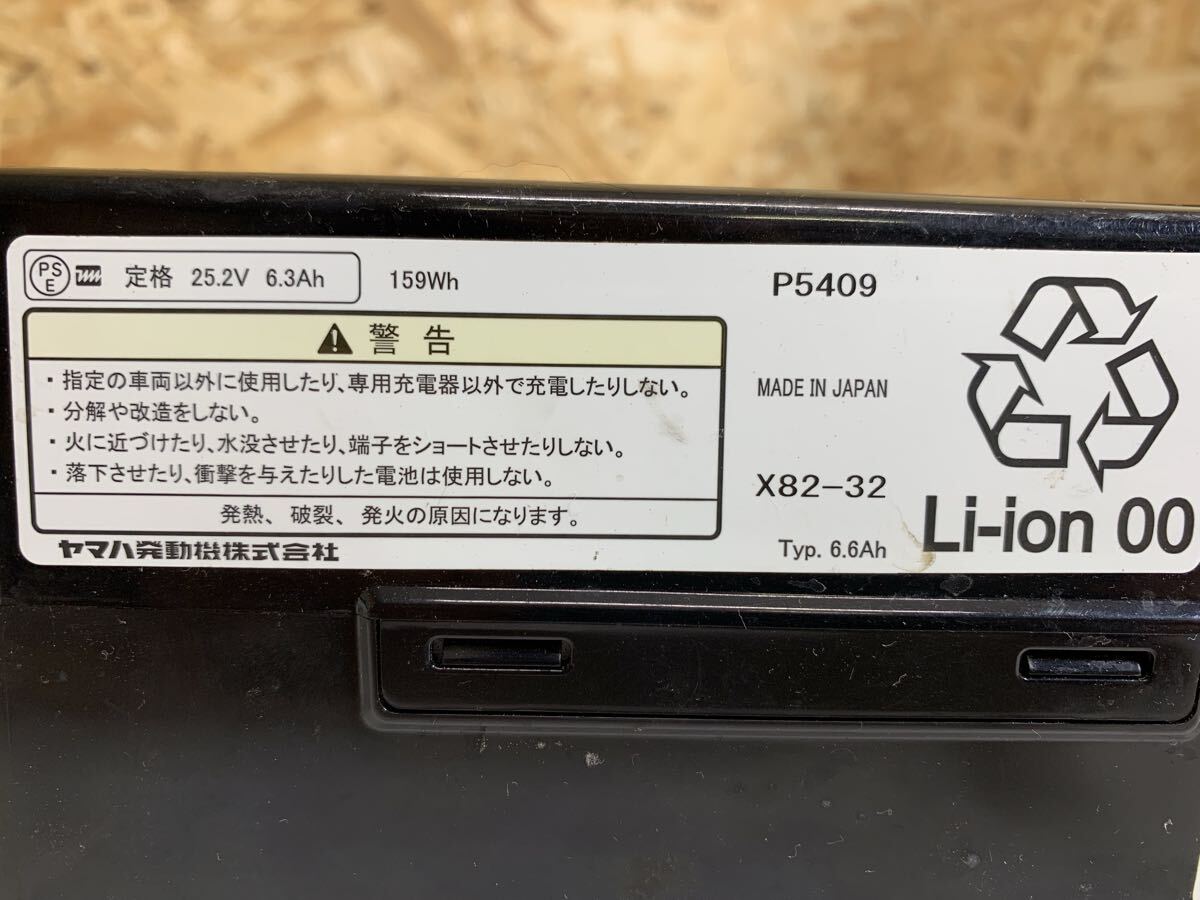 PSE 定格 25.2V 6.3Ah 159Wh
P5409
警告
・指定の車両以外に使用したり、専用充電器以外で充電したりしない。
・分解や改造をしない。
・火に近づけたり、水没させたり、端子をショートさせたりしない。
・落下させたり、衝撃を与えたりした電池は使用しない。
発熱、破裂、発火の原因になります。
ヤマハ発動機株式会社
MADE IN JAPAN
X82-32
Typ. 6.6Ah
Li-ion 00